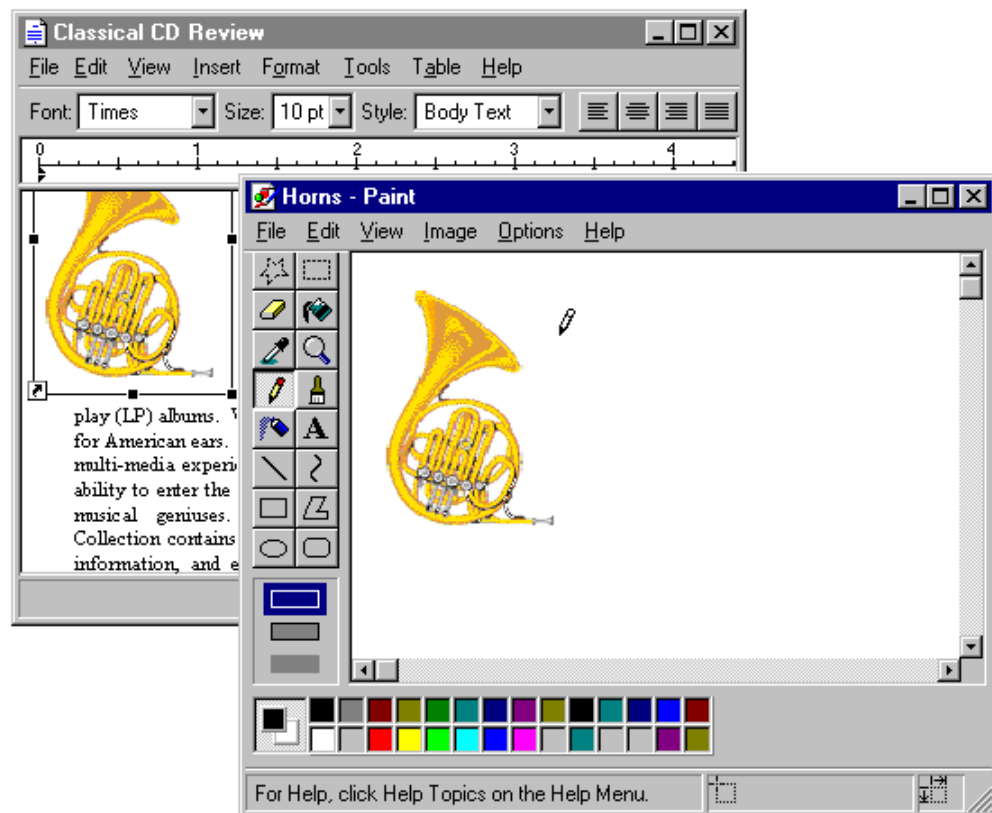 Classical CD Review
File Edit View Insert Format Tools Table Help
Font: Times Size: 10 pt Style: Body Text
0 1 2 3 4
play (LP) albums.
for American ears.
multi-media
ability to enter the
musical geniuses.
Collection contains
information, and
Horns - Paint
File Edit View Image Options Help
A
For Help, click Help Topics on the Help Menu.